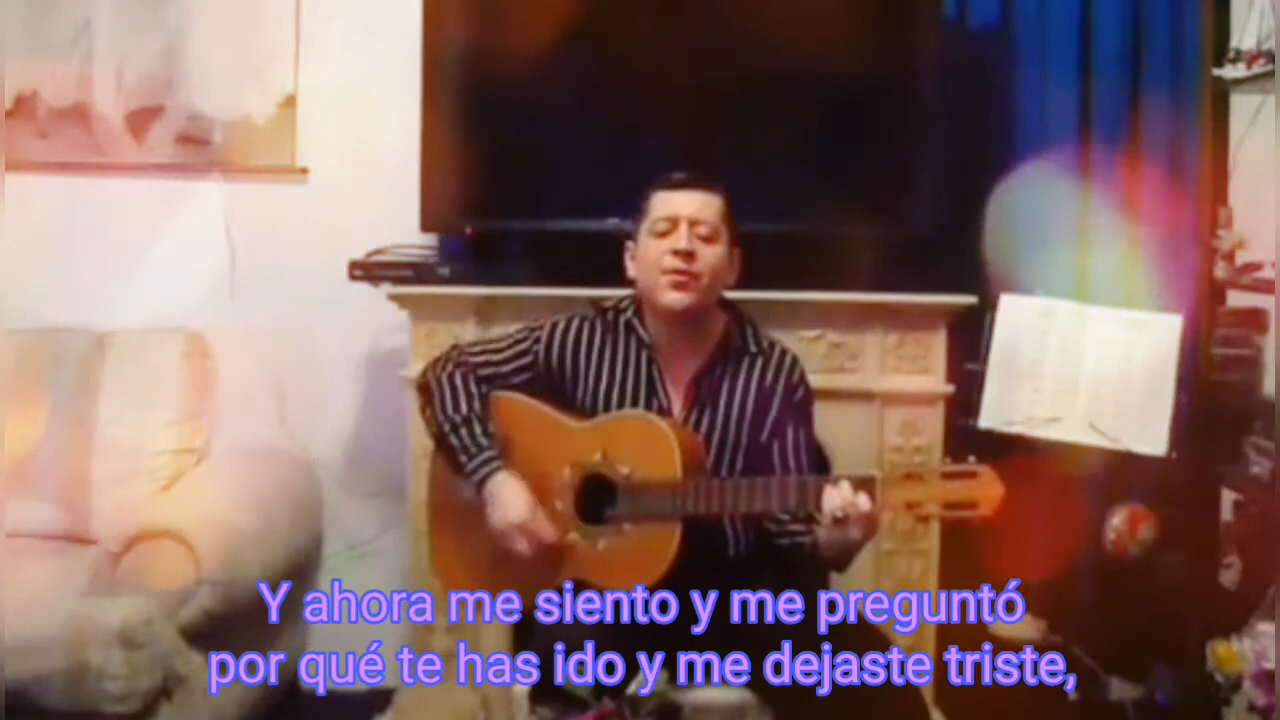 Y ahora me siento y me preguntó
por qué te has ido y me dejaste triste,